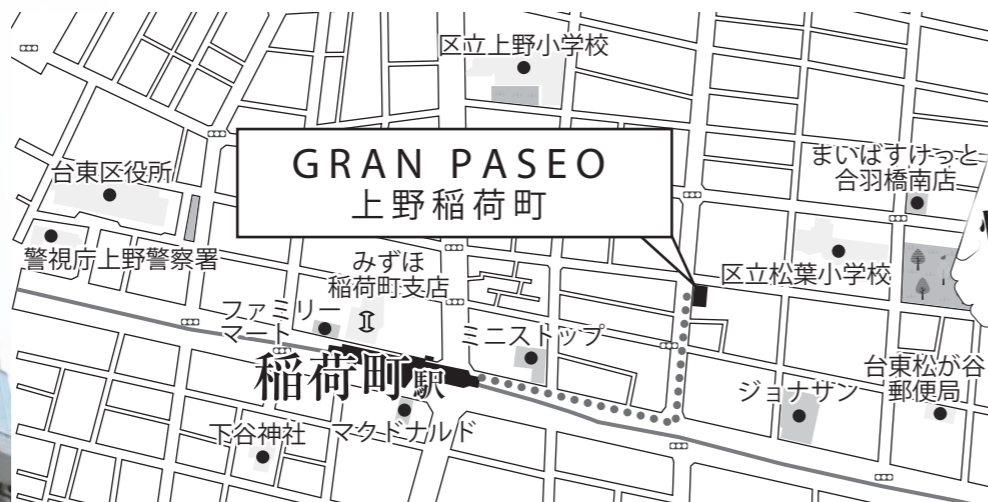 区立上野小学校
GRAN PASEO
上野稲荷町
まいばすけっと
合羽橋南店
台東区役所
警視庁上野警察署
みずほ
稲荷町支店
区立松葉小学校
ファミリー
マート
ミニストップ
稲荷町駅
台東松が谷
郵便局
ジョナサン
下谷神社
マクドナルド